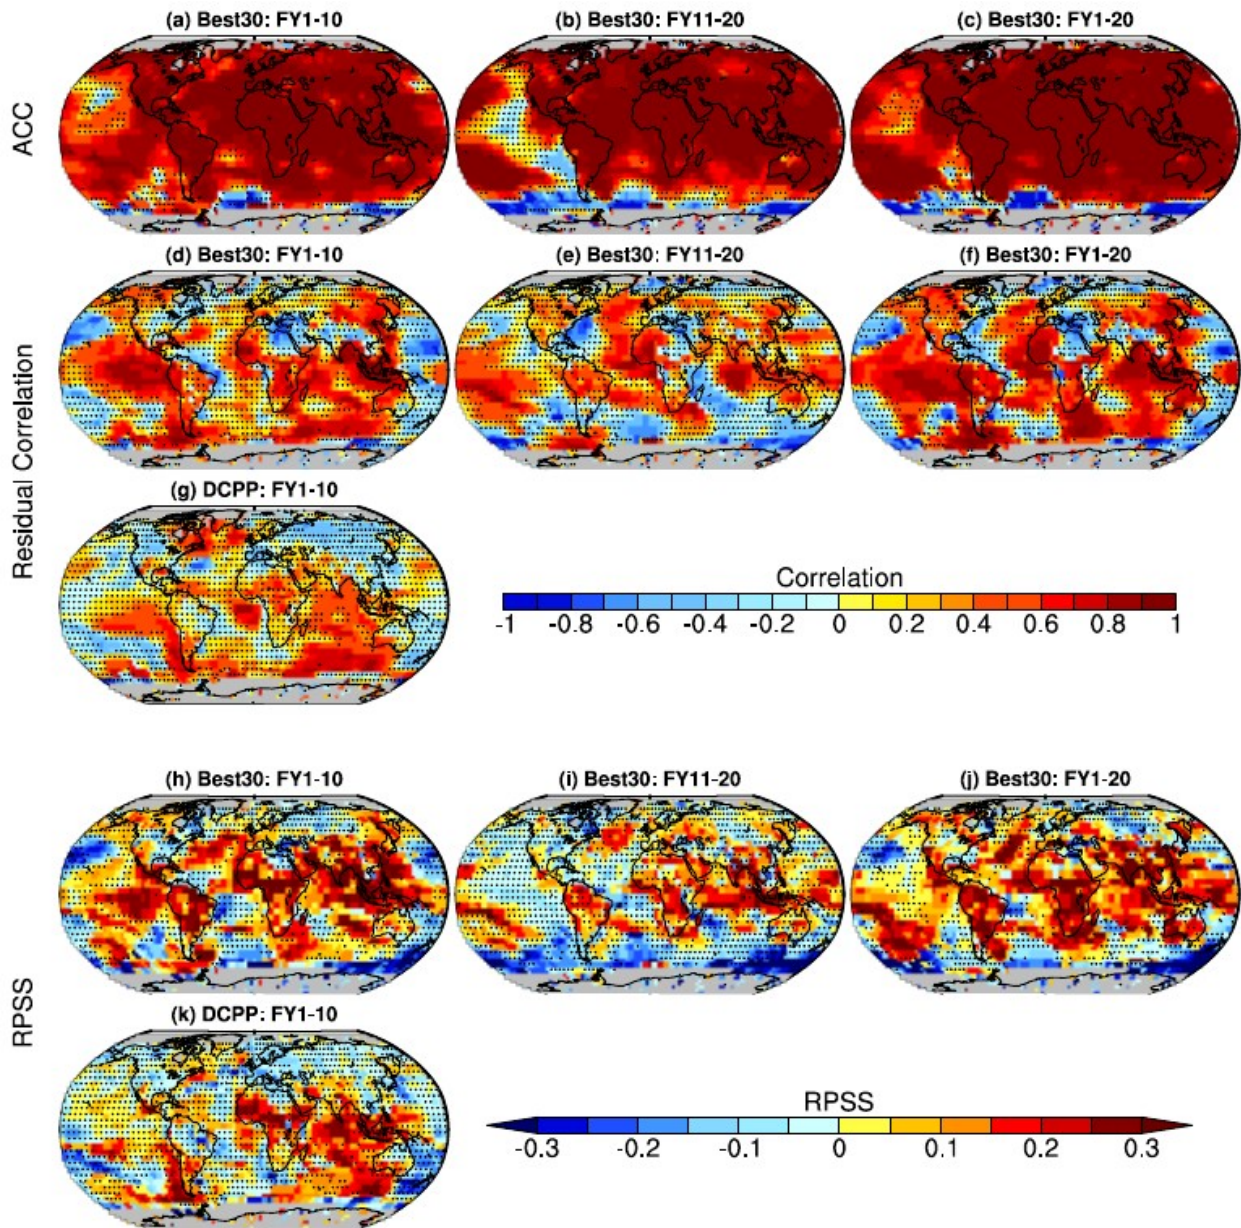 (a) Best30: FY1-10
(b) Best30: FY11-20
(c) Best30: FY1-20
ACC
(d) Best30: FY1-10
(e) Best30: FY11-20
(f) Best30: FY1-20
Residual Correlation
(g) DCPP: FY1-10
Correlation
-1 -0.8 -0.6 -0.4 -0.2 0 0.2 0.4 0.6 0.8 1
(h) Best30: FY1-10
(i) Best30: FY11-20
(j) Best30: FY1-20
RPSS
(k) DCPP: FY1-10
RPSS
-0.3 -0.2 -0.1 0 0.1 0.2 0.3